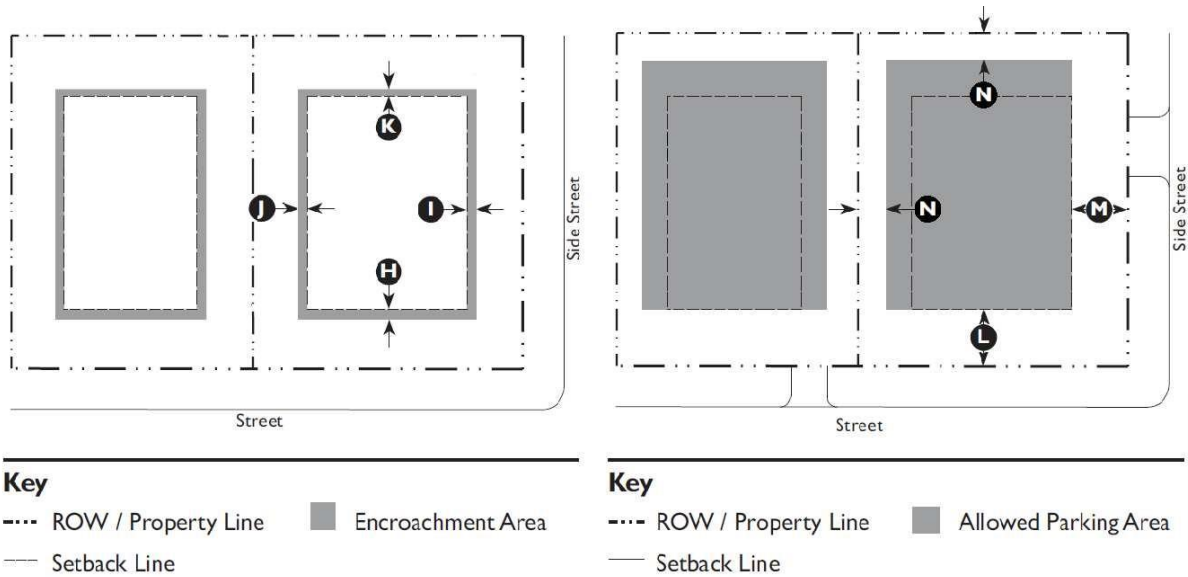 K
J
I
H
Side Street
Street
Key
ROW / Property Line
Encroachment Area
Setback Line
N
N
M
L
Side Street
Street
Key
ROW / Property Line
Allowed Parking Area
Setback Line